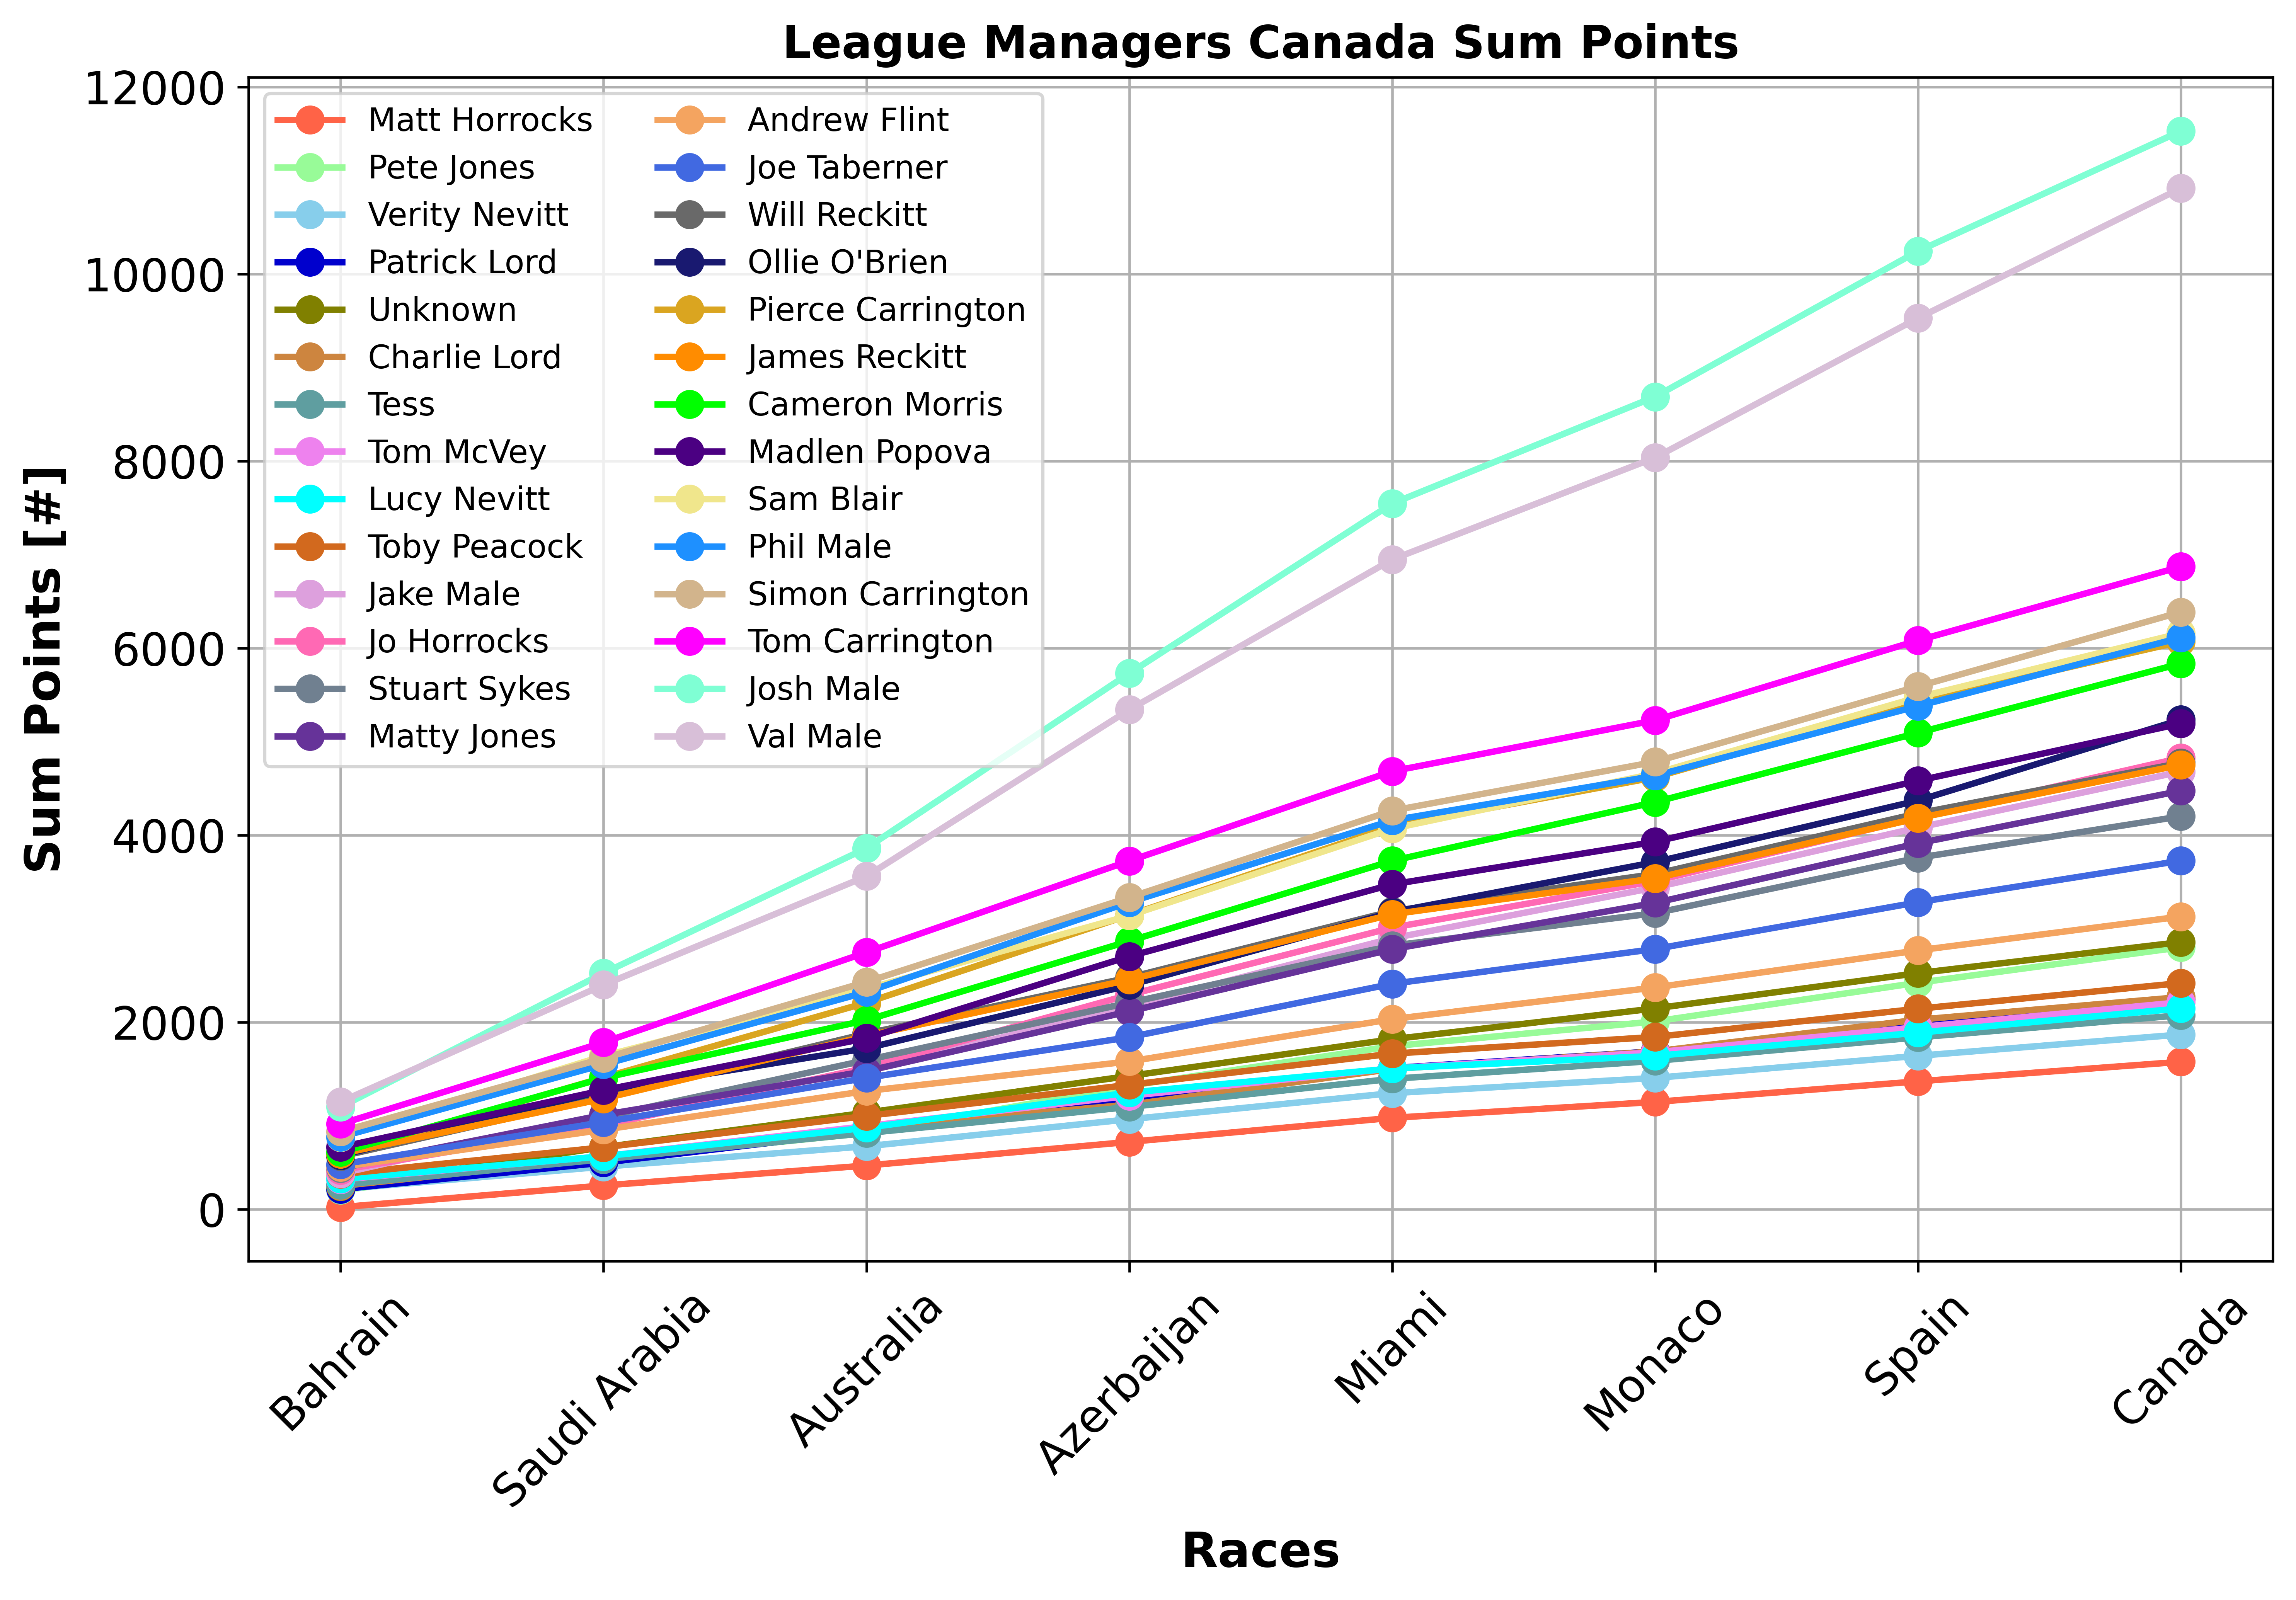 League Managers Canada Sum Points
12000
10000
8000
6000
4000
2000
0
Sum Points [#]
Matt Horrocks
Pete Jones
Verity Nevitt
Patrick Lord
Unknown
Charlie Lord
Tess
Tom McVey
Lucy Nevitt
Toby Peacock
Jake Male
Jo Horrocks
Stuart Sykes
Matty Jones
Andrew Flint
Joe Taberner
Will Reckitt
Ollie O'Brien
Pierce Carrington
James Reckitt
Cameron Morris
Madlen Popova
Sam Blair
Phil Male
Simon Carrington
Tom Carrington
Josh Male
Val Male
Bahrain
Saudi Arabia
Australia
Azerbaijan
Miami
Monaco
Spain
Canada
Races